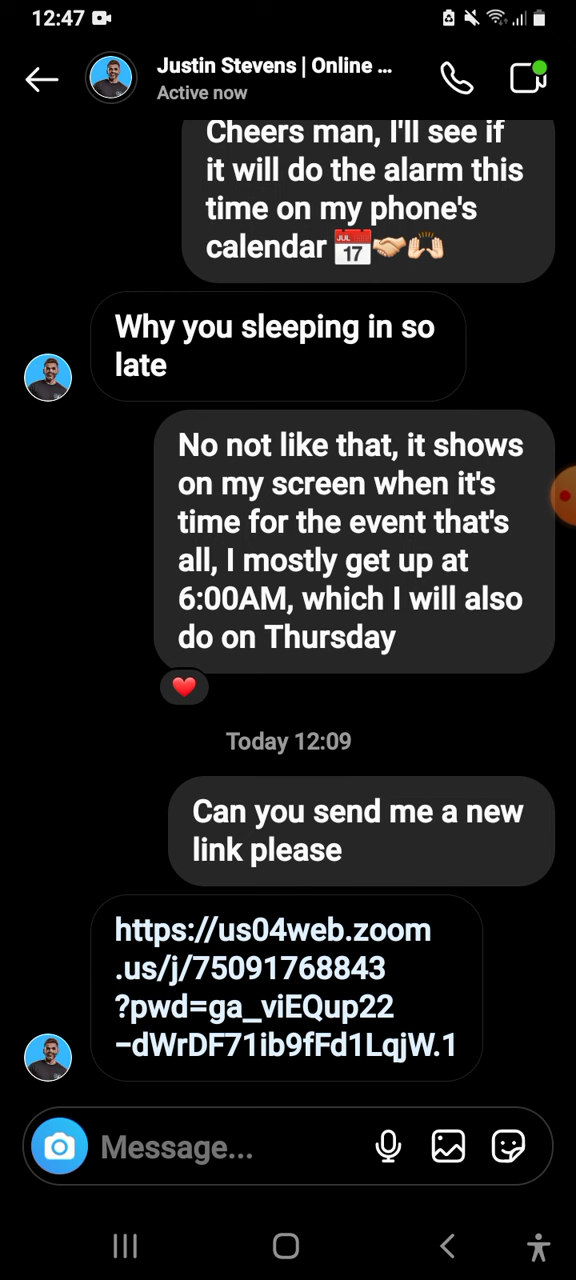 12:47
Justin Stevens | Online ...
Active now
Cheers man, I'll see if
it will do the alarm this
time on my phone's
calendar 📅🤝🏻🙌🏻
Why you sleeping in so
late
No not like that, it shows
on my screen when it's
time for the event that's
all, I mostly get up at
6:00AM, which I will also
do on Thursday
❤️
Today 12:09
Can you send me a new
link please
https://us04web.zoom
.us/j/75091768843
?pwd=ga_viEQup22
-dWrDF71ib9fFd1LqjW.1
Message...